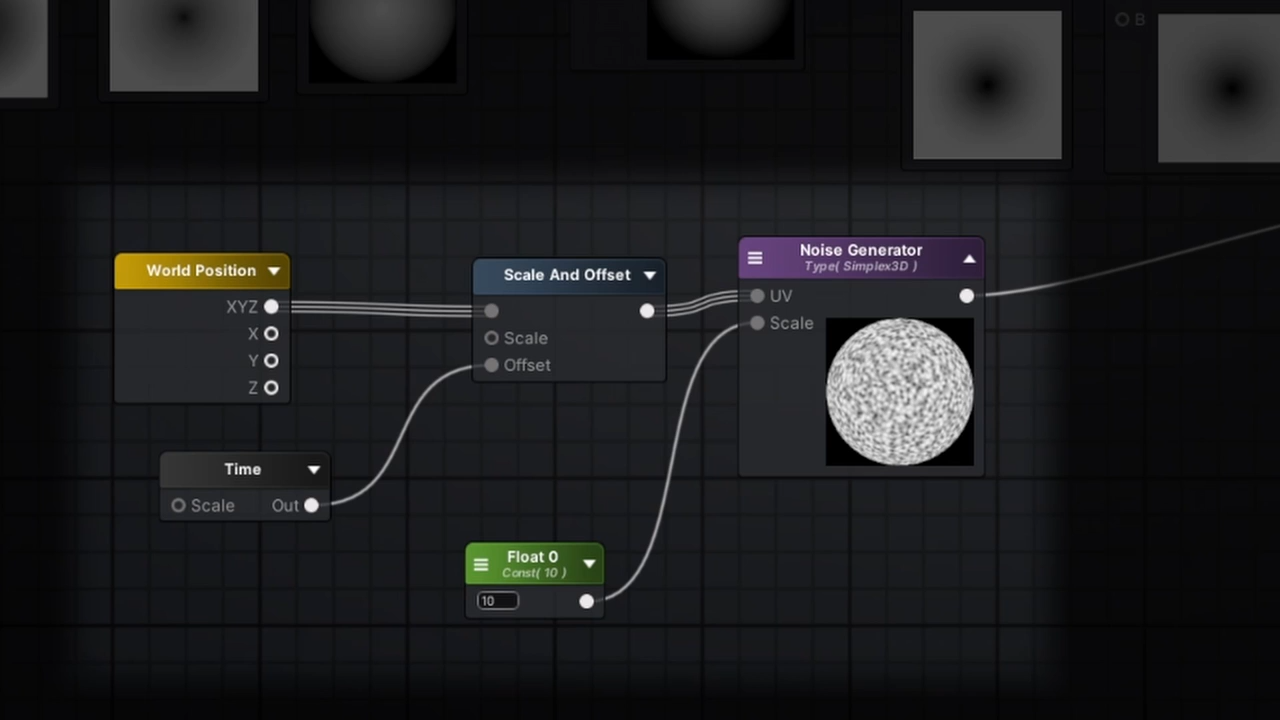 B
World Position
XYZ
X
Y
Z
Time
Scale Out
Scale And Offset
Scale
Offset
Float 0
Const( 10 )
10
Noise Generator
Type( Simplex3D )
UV
Scale